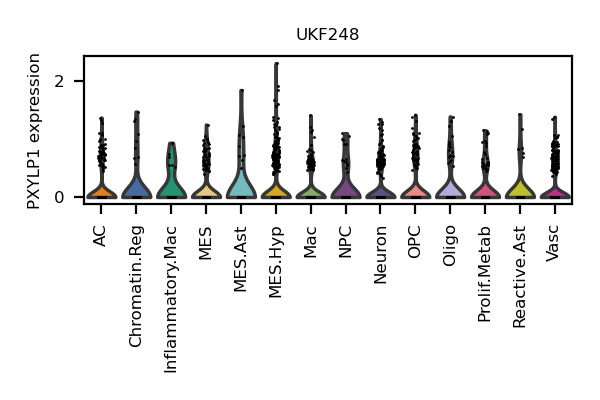 UKF248
PXYLP1 expression
2
0
AC
Chromatin.Reg
Inflammatory.Mac
MES
MES.Ast
MES.Hyp
Mac
NPC
Neuron
OPC
Oligo
Prolif.Metab
Reactive.Ast
Vasc